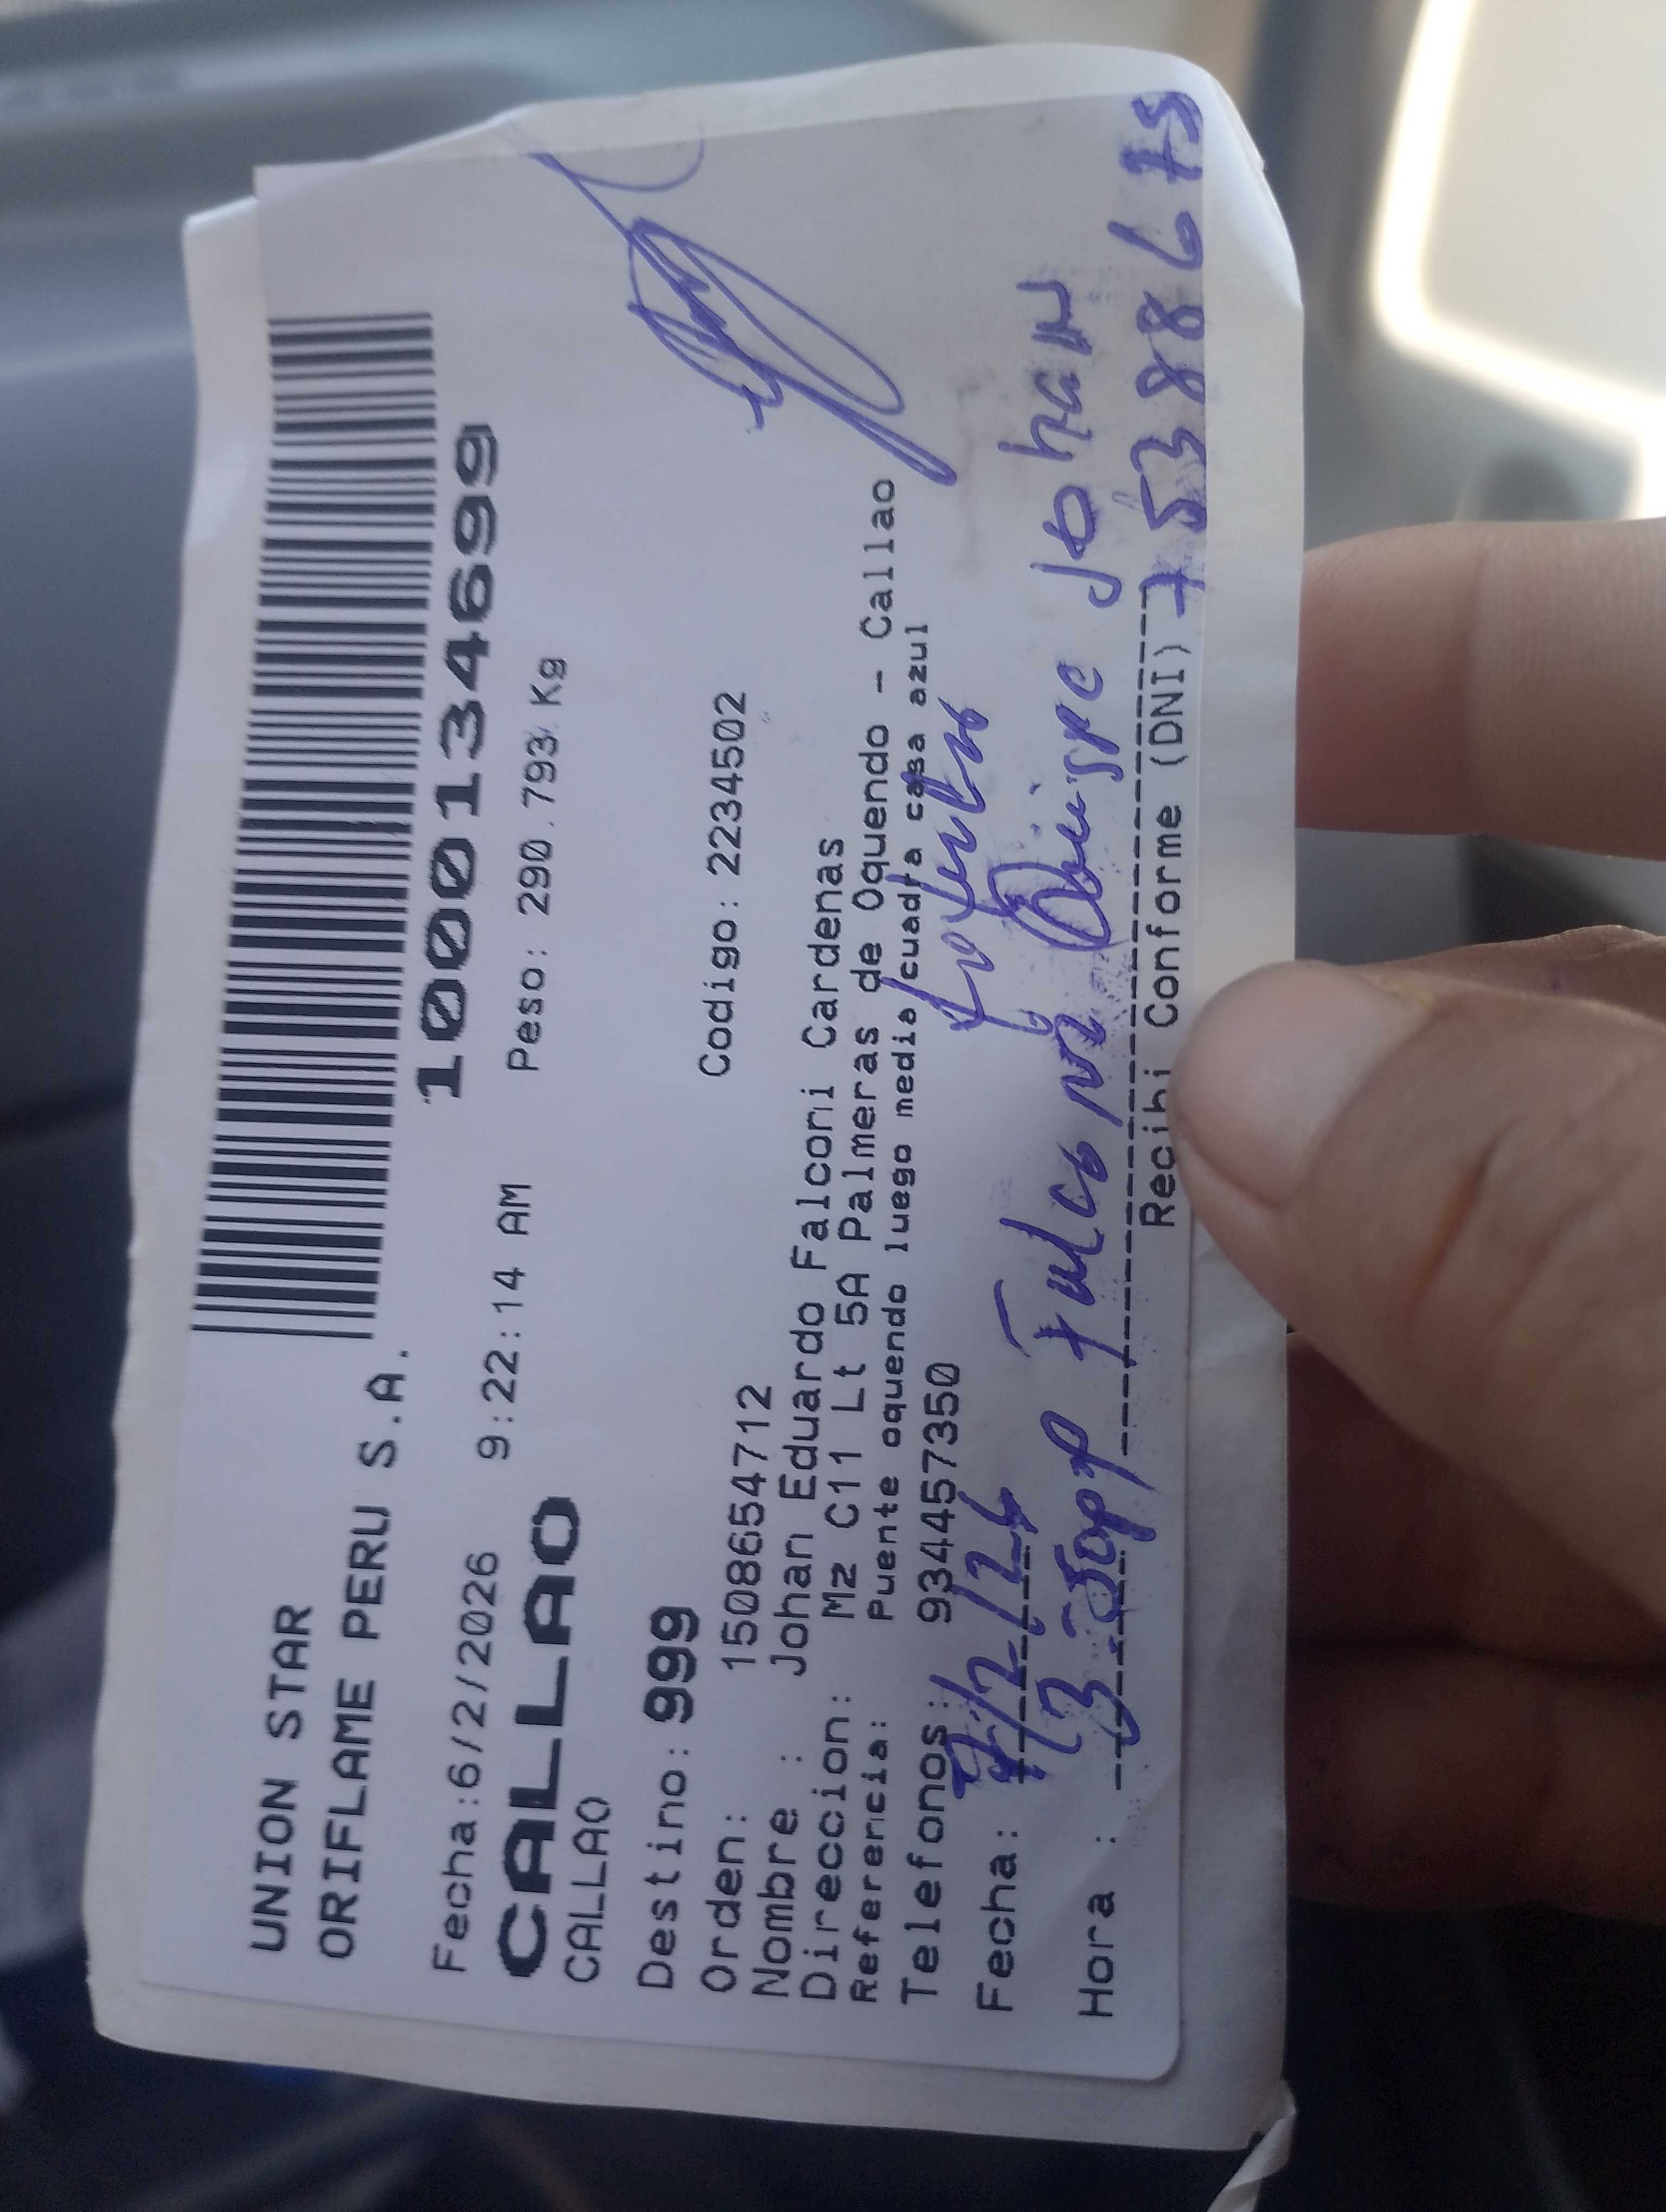 UNION STAR
ORIFLAME PERU S.A.
1000134699
Fecha:6/2/2026 9:22:14 AM Peso: 290.793 Kg
CALLAO
CALLAO
Destino: 999
Orden: 1508654712 Codigo: 2234502
Nombre : Johan Eduardo Falconi Cardenas
Direccion: Mz C11 Lt 5A Palmeras de Oquendo - Callao
Referencia: Puente oquendo luego media cuadra casa azul
Telefonos: 934457350
Fecha: 7/2/26
Hora : Quispe Johan
Recibi Conforme (DNI) 75388675